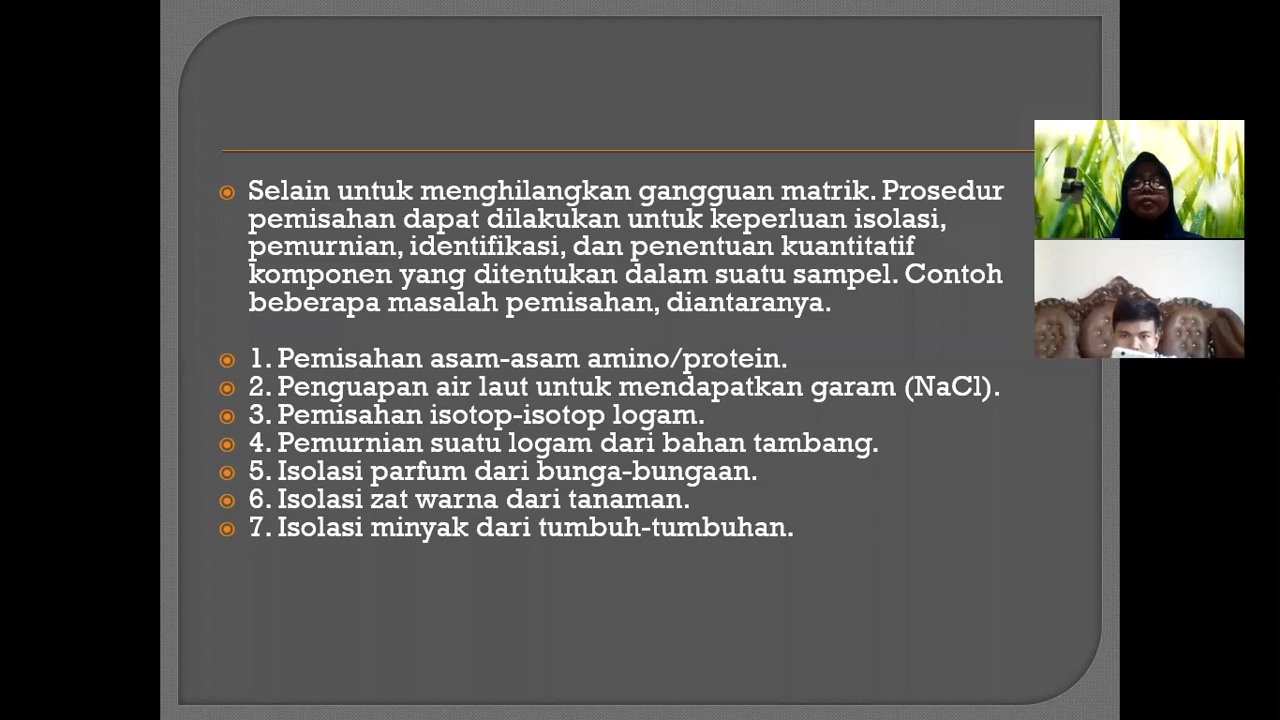 Selain untuk menghilangkan gangguan matrik. Prosedur
pemisahan dapat dilakukan untuk keperluan isolasi,
pemurnian, identifikasi, dan penentuan kuantitatif
komponen yang ditentukan dalam suatu sampel. Contoh
beberapa masalah pemisahan, diantaranya.
1. Pemisahan asam-asam amino/protein.
2. Penguapan air laut untuk mendapatkan garam (NaCl).
3. Pemisahan isotop-isotop logam.
4. Pemurnian suatu logam dari bahan tambang.
5. Isolasi parfum dari bunga-bungaan.
6. Isolasi zat warna dari tanaman.
7. Isolasi minyak dari tumbuh-tumbuhan.